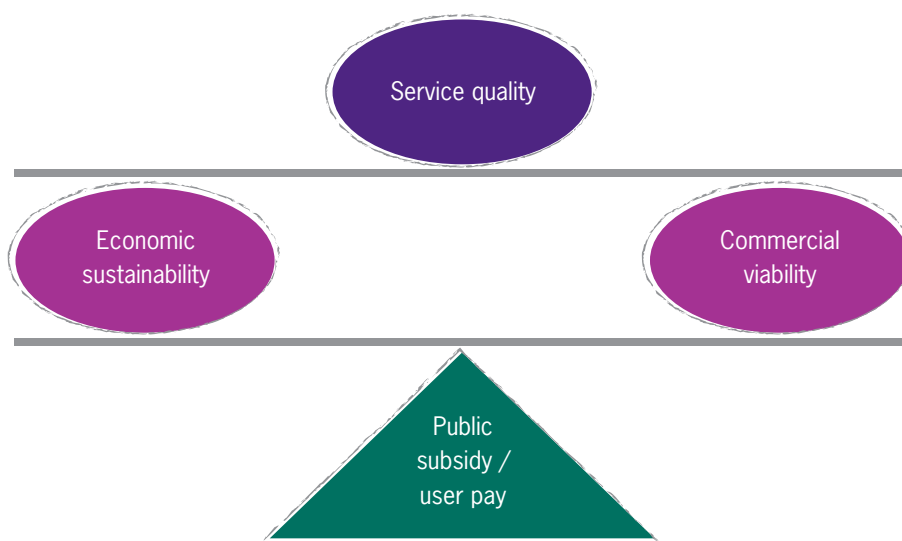 Service quality
Economic
sustainability
Commercial
viability
Public
subsidy /
user pay